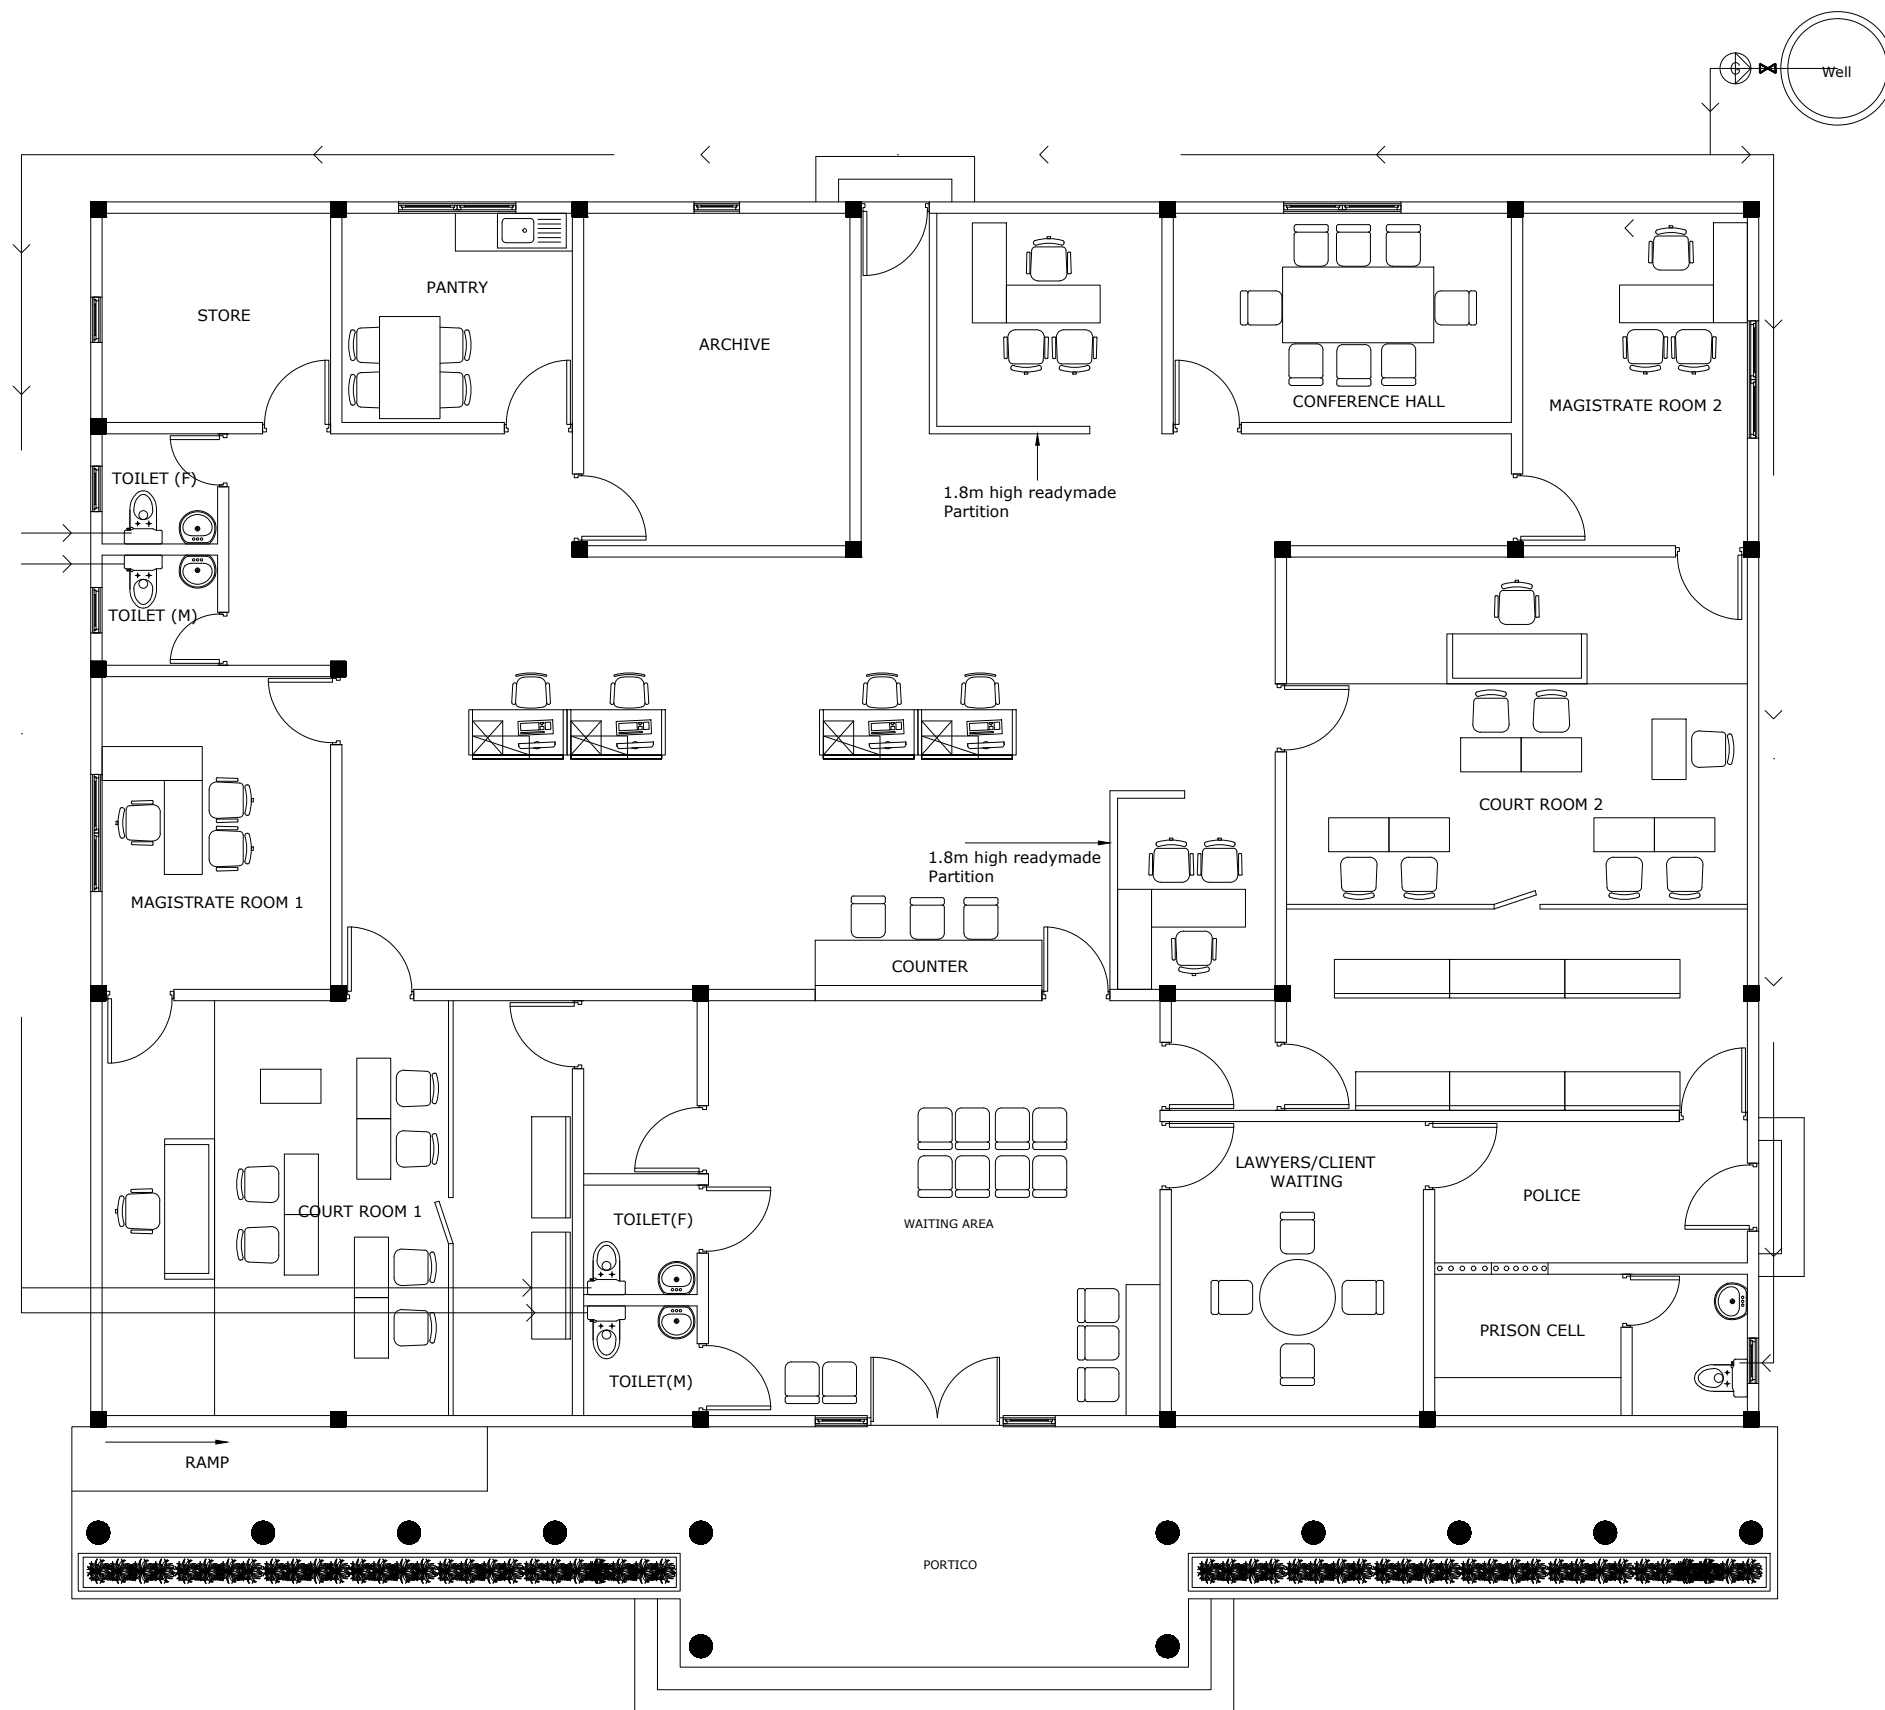 Well
STORE
PANTRY
ARCHIVE
CONFERENCE HALL
MAGISTRATE ROOM 2
TOILET (F)
1.8m high readymade
Partition
TOILET (M)
COURT ROOM 2
1.8m high readymade
Partition
MAGISTRATE ROOM 1
COUNTER
LAWYERS/CLIENT
WAITING
POLICE
COURT ROOM 1
TOILET(F)
WAITING AREA
PRISON CELL
TOILET(M)
RAMP
PORTICO